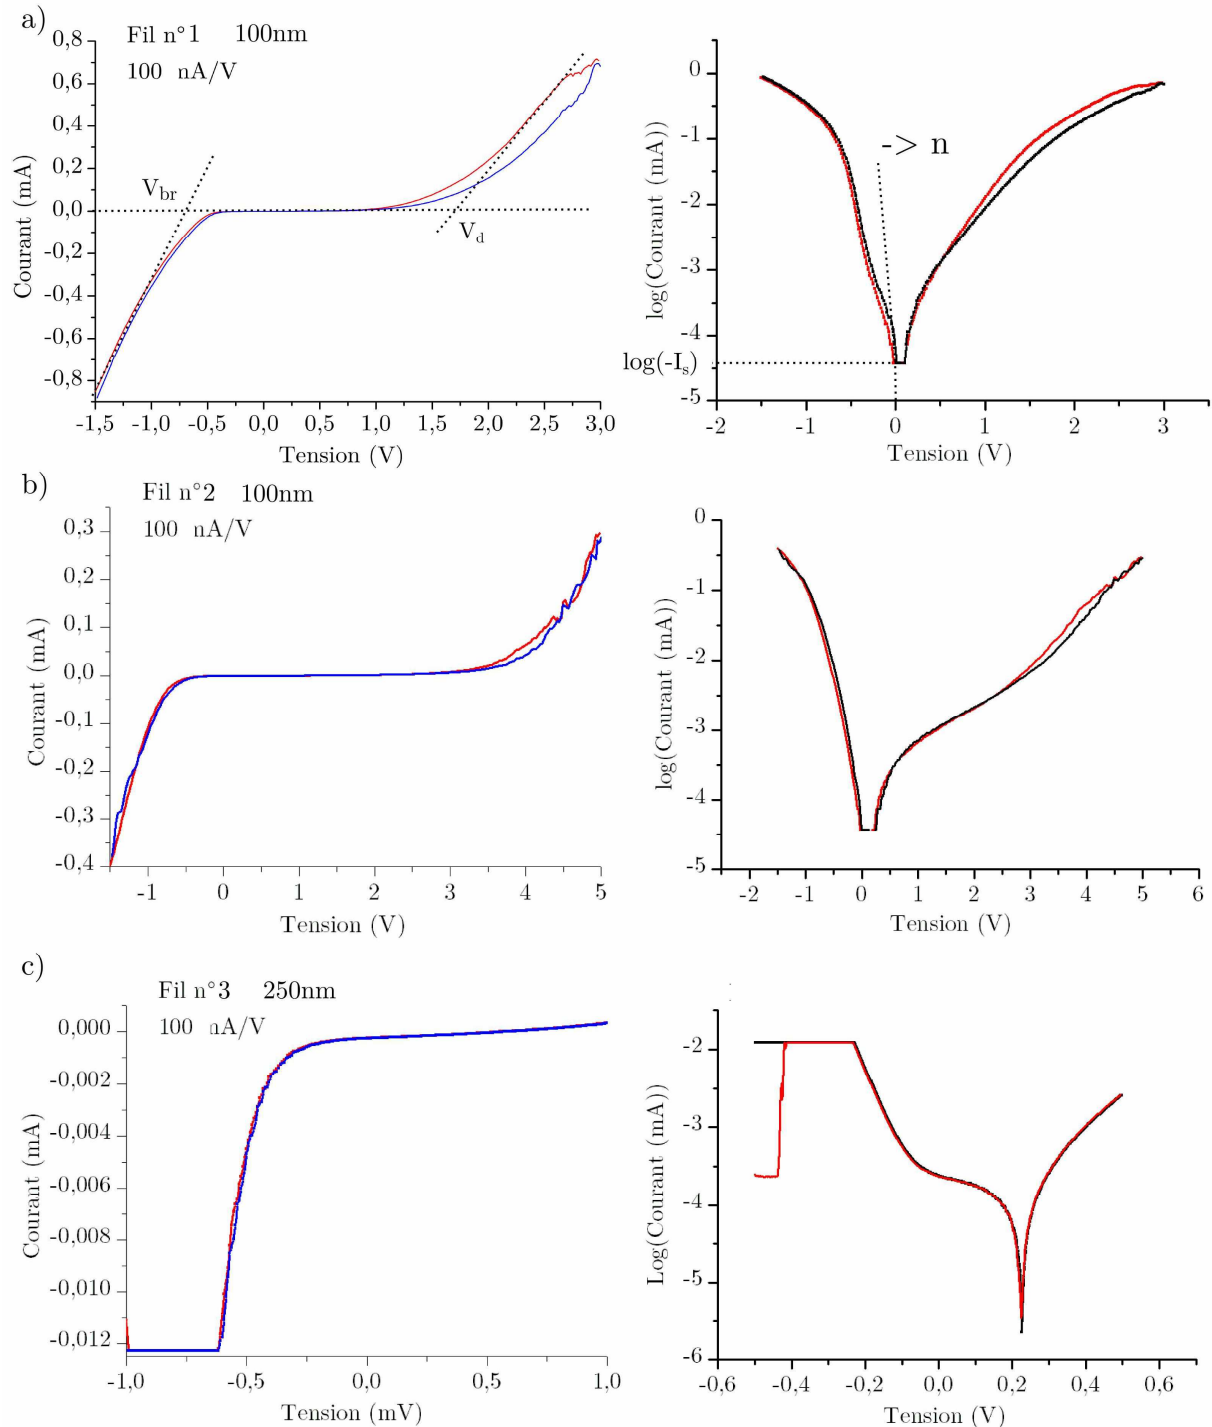 a)
Fil n°1 100nm
100 nA/V
0,8
0,6
0,4
0,2
0,0
-0,2
-0,4
-0,6
-0,8
Courant (mA)
V_br
V_d
-1,5 -1,0 -0,5 0,0 0,5 1,0 1,5 2,0 2,5 3,0
Tension (V)
0
-1
-2
-3
-4
-5
log(Courant (mA))
-> n
log(-I_s)
-2 -1 0 1 2 3
Tension (V)
b)
Fil n°2 100nm
100 nA/V
0,3
0,2
0,1
0,0
-0,1
-0,2
-0,3
-0,4
Courant (mA)
-1 0 1 2 3 4 5
Tension (V)
0
-1
-2
-3
-4
-5
log(Courant (mA))
-2 -1 0 1 2 3 4 5 6
Tension (V)
c)
Fil n°3 250nm
100 nA/V
0,000
-0,002
-0,004
-0,006
-0,008
-0,010
-0,012
Courant (mA)
-1,0 -0,5 0,0 0,5 1,0
Tension (mV)
-2
-3
-4
-5
-6
Log(Courant (mA))
-0,6 -0,4 -0,2 0,0 0,2 0,4 0,6
Tension (V)